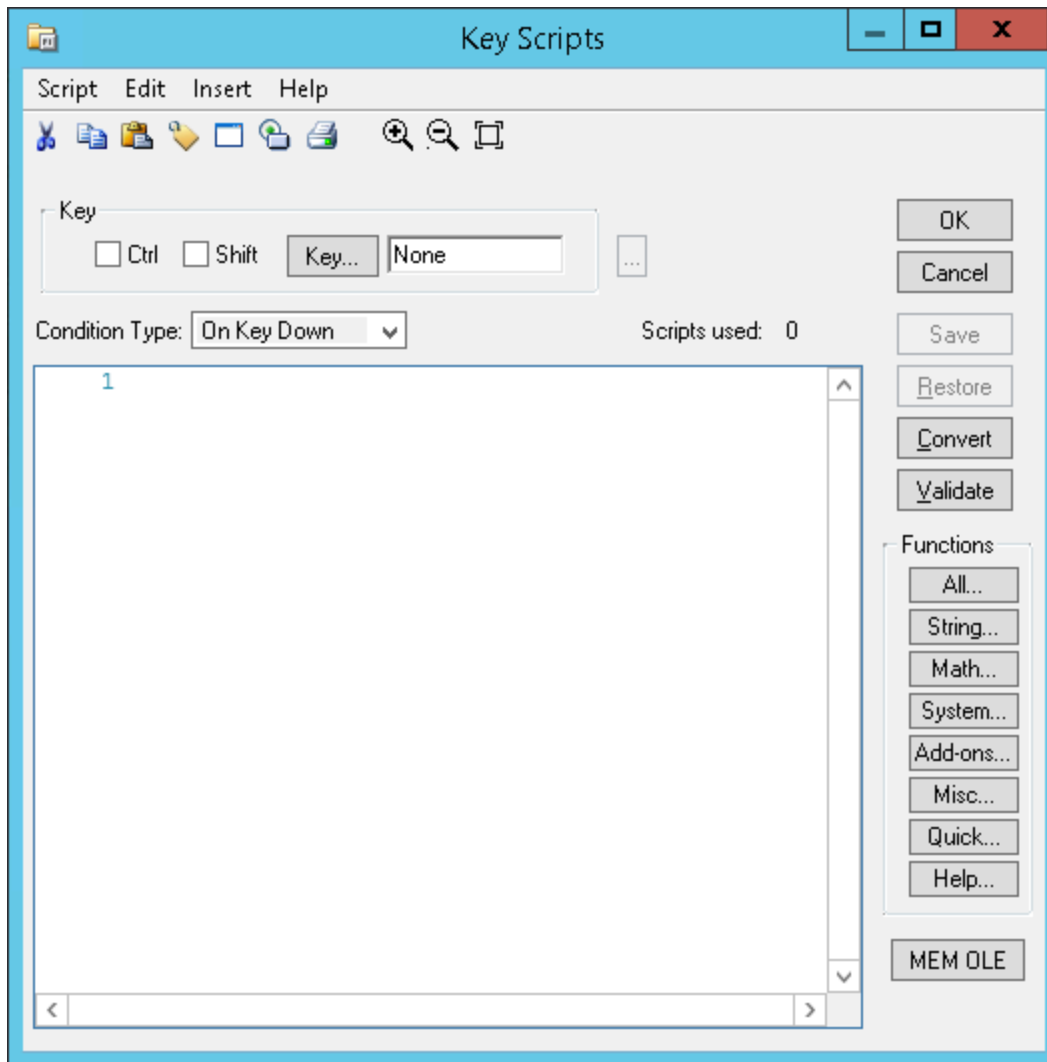 Key Scripts
Script Edit Insert Help
Key
Ctrl Shift Key... None ...
OK
Cancel
Condition Type: On Key Down Scripts used: 0
Save
Restore
Convert
Validate
1
Functions
All...
String...
Math...
System...
Add-ons...
Misc...
Quick...
Help...
MEM OLE